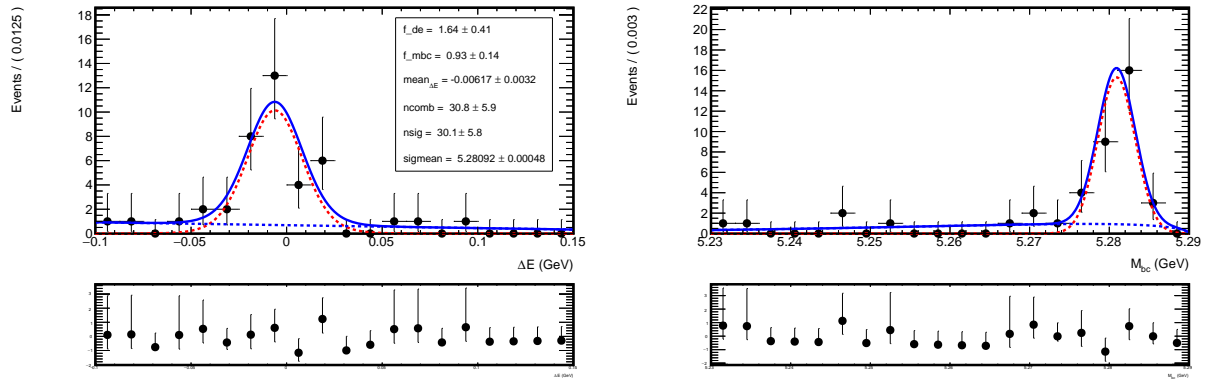 Events / ( 0.0125 )
18
16
14
12
10
8
6
4
2
0
f_de = 1.64 ± 0.41
f_mbc = 0.93 ± 0.14
mean_ΔE = -0.00617 ± 0.0032
ncomb = 30.8 ± 5.9
nsig = 30.1 ± 5.8
sigmean = 5.28092 ± 0.00048
−0.1 −0.05 0 0.05 0.1 0.15
ΔE (GeV)
Events / ( 0.003 )
22
20
18
16
14
12
10
8
6
4
2
0
5.23 5.24 5.25 5.26 5.27 5.28 5.29
M_bc (GeV)